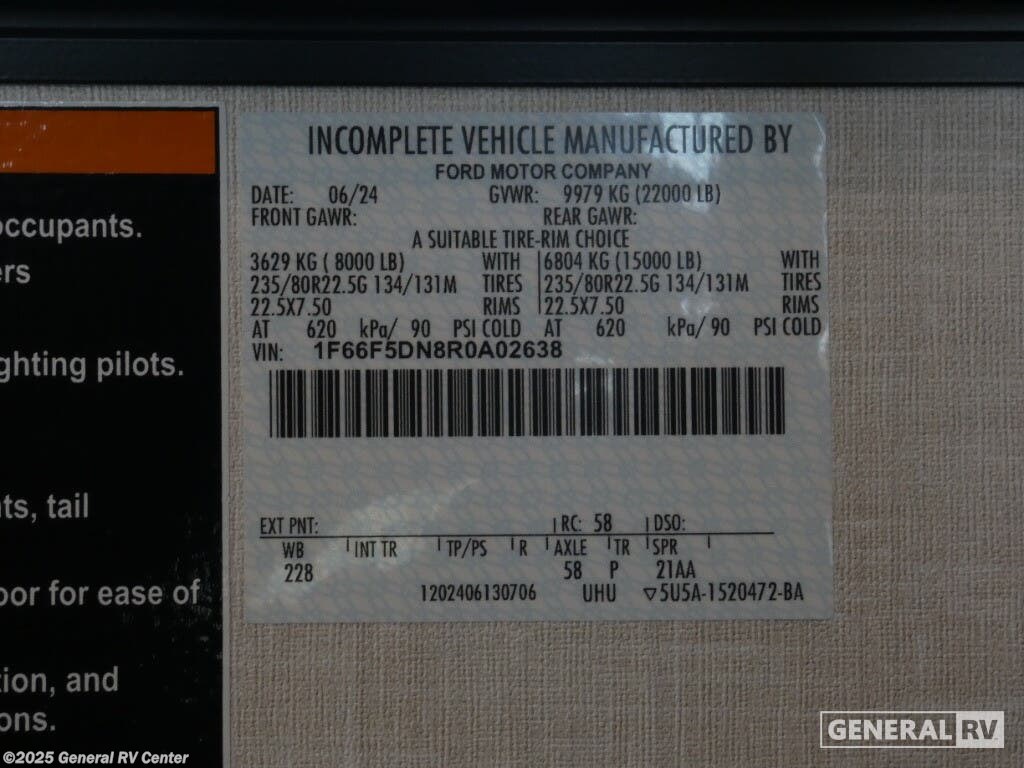 occupants.
ers
ghting pilots.
ts, tail
oor for ease of
tion, and
ons.
INCOMPLETE VEHICLE MANUFACTURED BY
FORD MOTOR COMPANY
DATE: 06/24 GVWR: 9979 KG (22000 LB)
FRONT GAWR: REAR GAWR:
A SUITABLE TIRE-RIM CHOICE
3629 KG ( 8000 LB) WITH 6804 KG (15000 LB) WITH
235/80R22.5G 134/131M TIRES 235/80R22.5G 134/131M TIRES
22.5X7.50 RIMS 22.5X7.50 RIMS
AT 620 kPa/ 90 PSI COLD AT 620 kPa/ 90 PSI COLD
VIN: 1F66F5DN8R0A02638
EXT PNT: RC: 58 DSO:
WB INT TR TP/PS R AXLE TR SPR
228 58 P 21AA
1202406130706 UHU ▽5U5A-1520472-BA
GENERAL RV
©2025 General RV Center